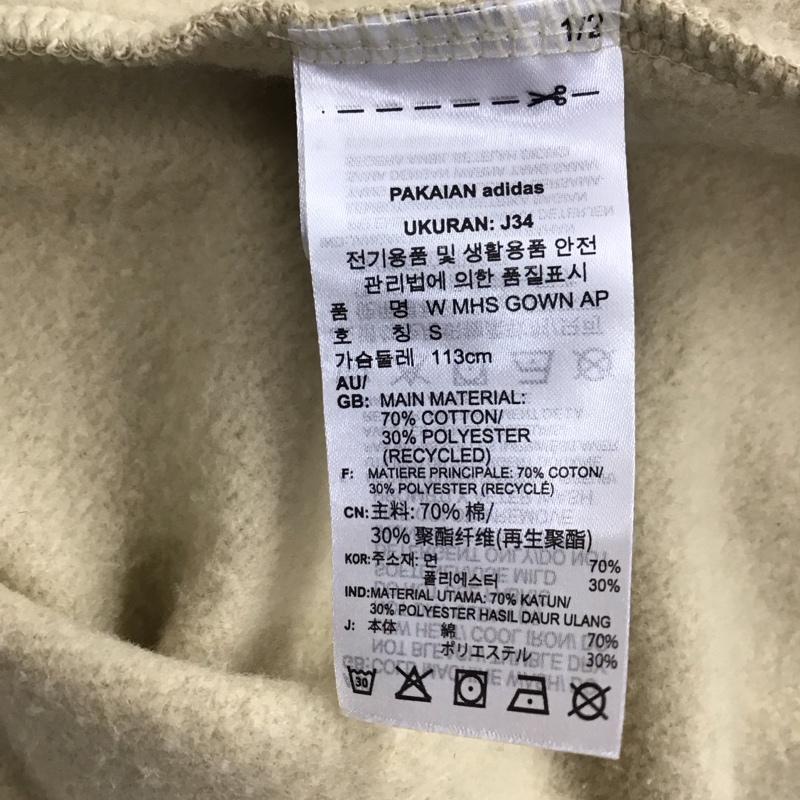 1/2
PAKAIAN adidas
UKURAN: J34
전기용품 및 생활용품 안전
관리법에 의한 품질표시
품 명 W MHS GOWN AP
호 칭 S
가슴둘레 113cm
AU/
GB: MAIN MATERIAL:
70% COTTON/
30% POLYESTER
(RECYCLED)
F: MATIERE PRINCIPALE: 70% COTON/
30% POLYESTER (RECYCLÉ)
CN:主料: 70% 棉/
30% 聚酯纤维(再生聚酯)
KOR:주소재: 면 70%
폴리에스터 30%
IND:MATERIAL UTAMA: 70% KATUN/
30% POLYESTER HASIL DAUR ULANG
J: 本体 綿 70%
ポリエステル 30%
30